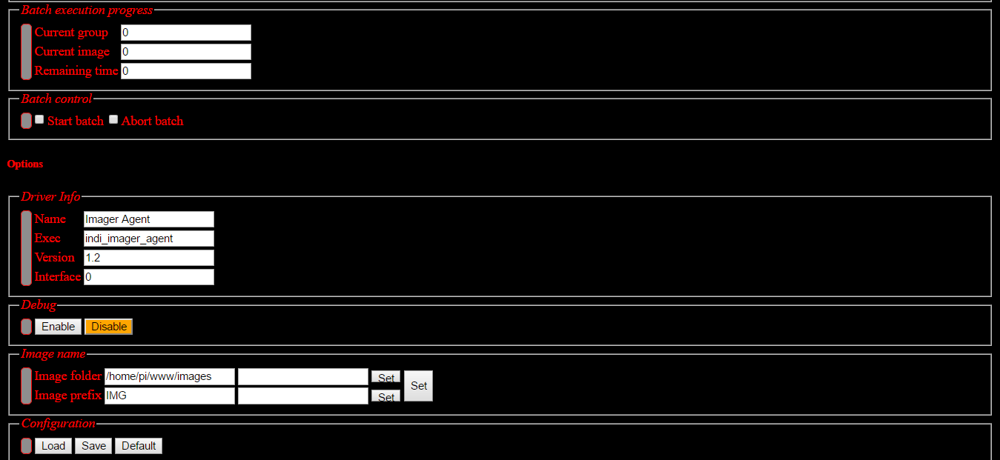 Batch execution progress
Current group 0
Current image 0
Remaining time 0
Batch control
Start batch Abort batch
Options
Driver Info
Name Imager Agent
Exec indi_imager_agent
Version 1.2
Interface 0
Debug
Enable Disable
Image name
Image folder /home/pi/www/images Set
Set
Image prefix IMG Set
Configuration
Load Save Default